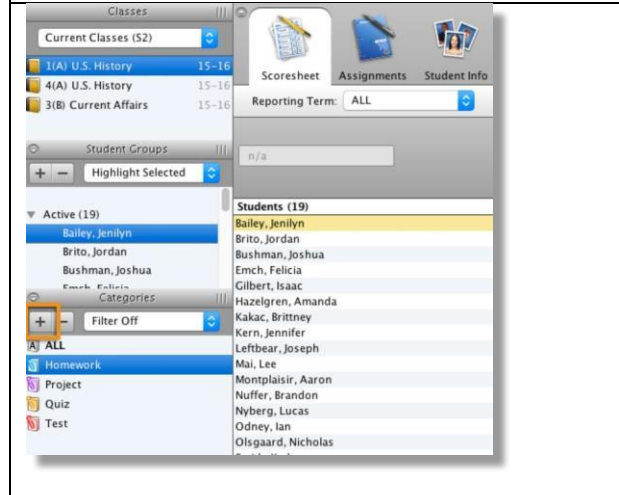 Classes
Current Classes (S2)
1(A) U.S. History 15-16
4(A) U.S. History 15-16
3(B) Current Affairs 15-16
Student Groups
+ − Highlight Selected
Active (19)
Bailey, Jenilyn
Brito, Jordan
Bushman, Joshua
Emch, Felicia
Categories
+ − Filter Off
A ALL
Homework
Project
Quiz
Test
Scoresheet Assignments Student Info
Reporting Term: ALL
n/a
Students (19)
Bailey, Jenilyn
Brito, Jordan
Bushman, Joshua
Emch, Felicia
Gilbert, Isaac
Hazelgren, Amanda
Kakac, Brittney
Kern, Jennifer
Leftbear, Joseph
Mai, Lee
Montplaisir, Aaron
Nuffer, Brandon
Nyberg, Lucas
Odney, Ian
Olsgaard, Nicholas